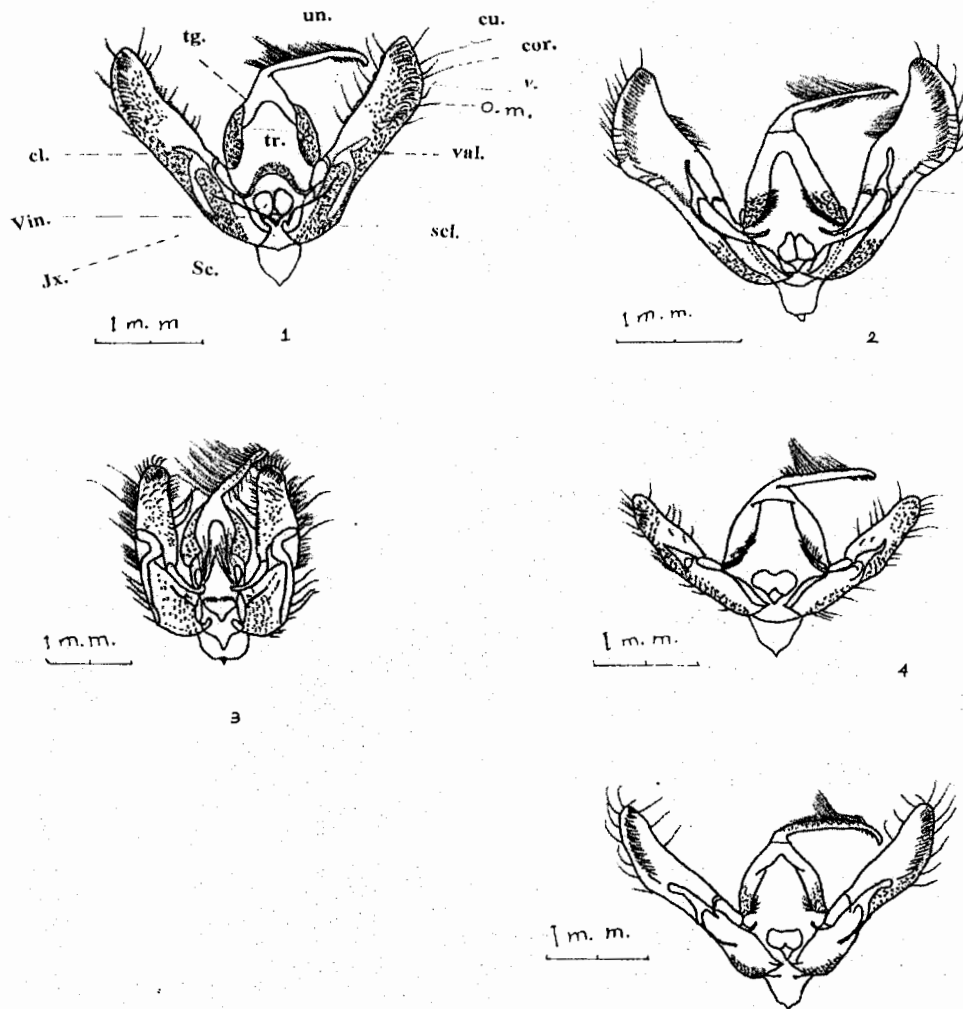 un.
tg.
cu.
cor.
v.
O.m.
cl.
tr.
val.
Vin.
scl.
Jx.
Sc.
1 m. m
1
1 m. m.
2
1 m. m.
3
1 m. m.
4
1 m. m.